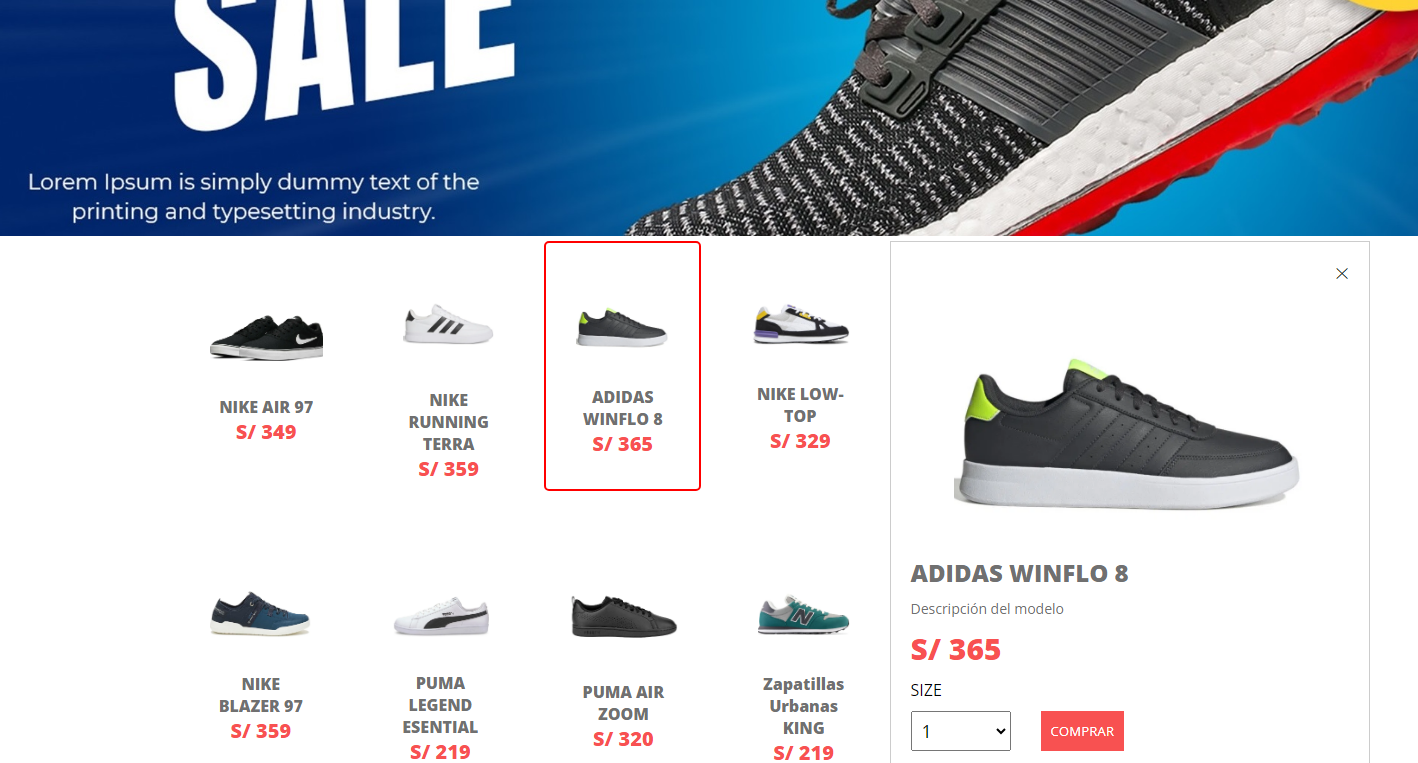 SALE
Lorem Ipsum is simply dummy text of the
printing and typesetting industry.
NIKE AIR 97
S/ 349
NIKE
RUNNING
TERRA
S/ 359
ADIDAS
WINFLO 8
S/ 365
NIKE LOW-
TOP
S/ 329
NIKE
BLAZER 97
S/ 359
PUMA
LEGEND
ESENTIAL
S/ 219
PUMA AIR
ZOOM
S/ 320
Zapatillas
Urbanas
KING
S/ 219
ADIDAS WINFLO 8
Descripción del modelo
S/ 365
SIZE
1
COMPRAR